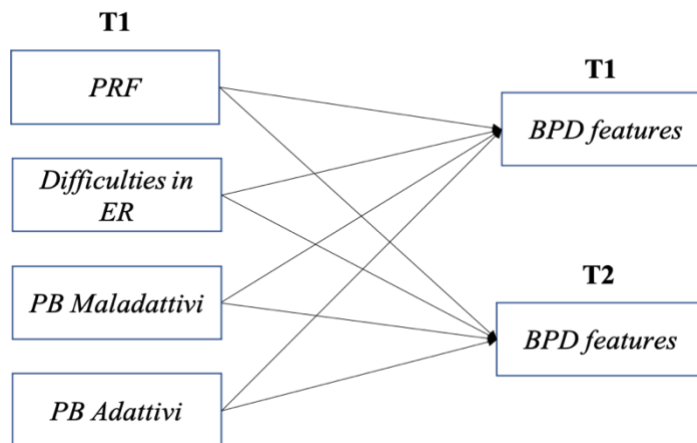 T1
PRF
Difficulties in
ER
PB Maladattivi
PB Adattivi
T1
BPD features
T2
BPD features